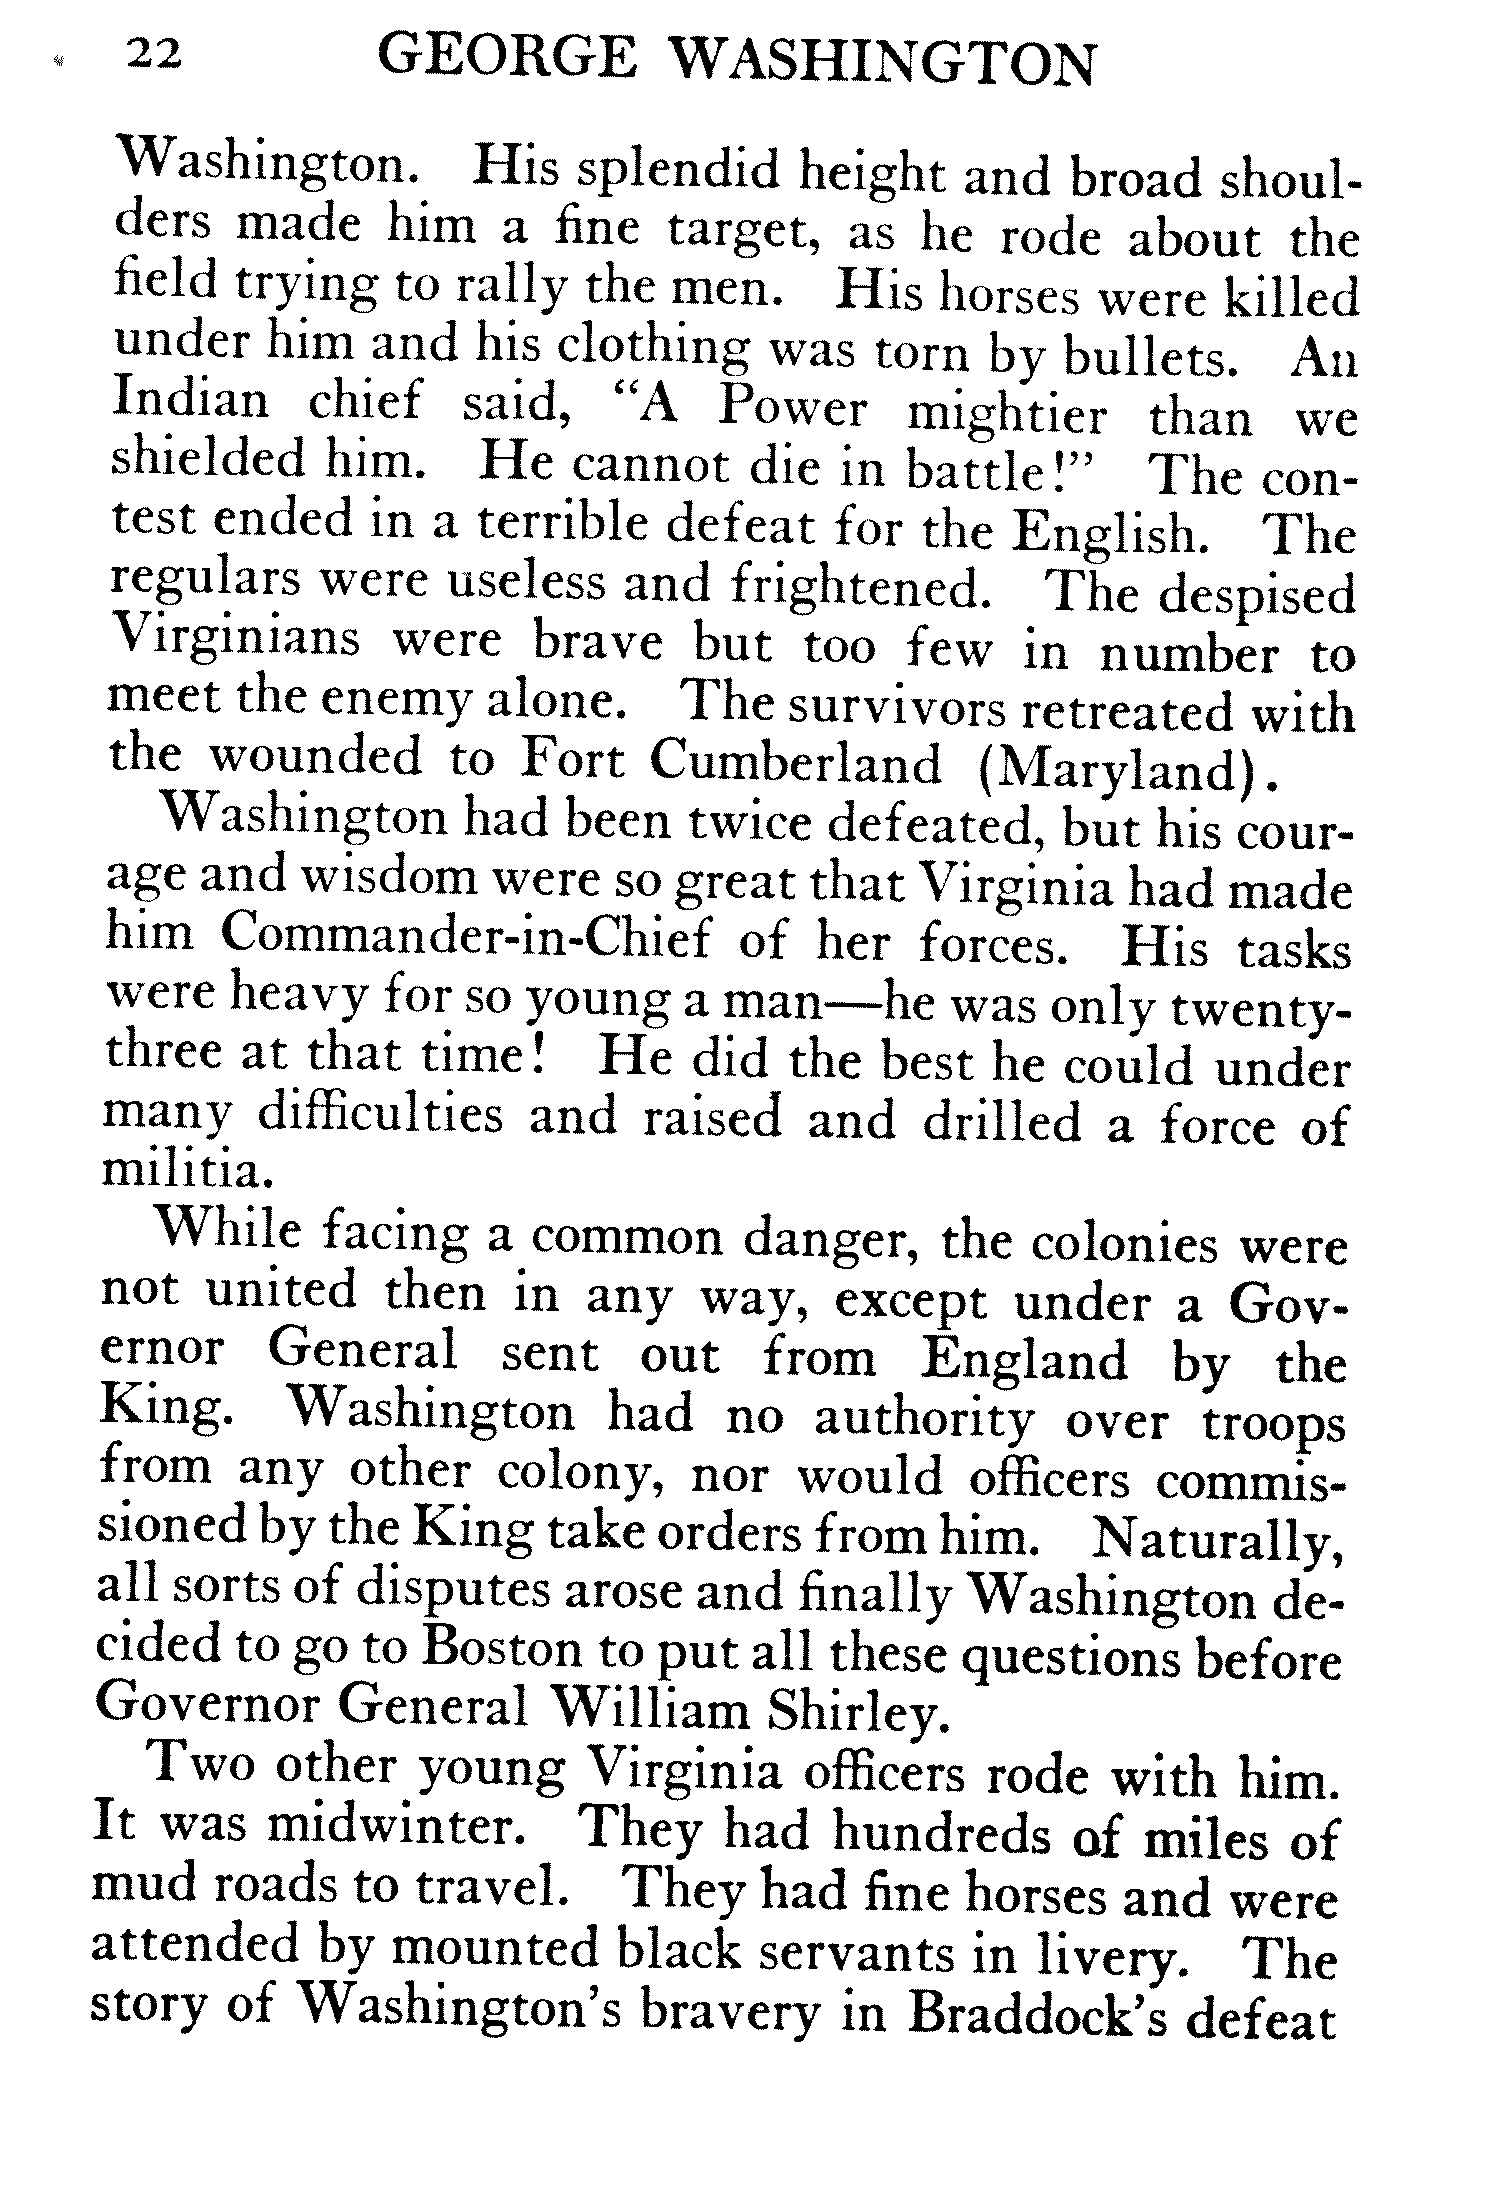 22 GEORGE WASHINGTON
Washington. His splendid height and broad shoul-
ders made him a fine target, as he rode about the
field trying to rally the men. His horses were killed
under him and his clothing was torn by bullets. An
Indian chief said, "A Power mightier than we
shielded him. He cannot die in battle!" The con-
test ended in a terrible defeat for the English. The
regulars were useless and frightened. The despised
Virginians were brave but too few in number to
meet the enemy alone. The survivors retreated with
the wounded to Fort Cumberland (Maryland).
Washington had been twice defeated, but his cour-
age and wisdom were so great that Virginia had made
him Commander-in-Chief of her forces. His tasks
were heavy for so young a man—he was only twenty-
three at that time! He did the best he could under
many difficulties and raised and drilled a force of
militia.
While facing a common danger, the colonies were
not united then in any way, except under a Gov-
ernor General sent out from England by the
King. Washington had no authority over troops
from any other colony, nor would officers commis-
sioned by the King take orders from him. Naturally,
all sorts of disputes arose and finally Washington de-
cided to go to Boston to put all these questions before
Governor General William Shirley.
Two other young Virginia officers rode with him.
It was midwinter. They had hundreds of miles of
mud roads to travel. They had fine horses and were
attended by mounted black servants in livery. The
story of Washington's bravery in Braddock's defeat